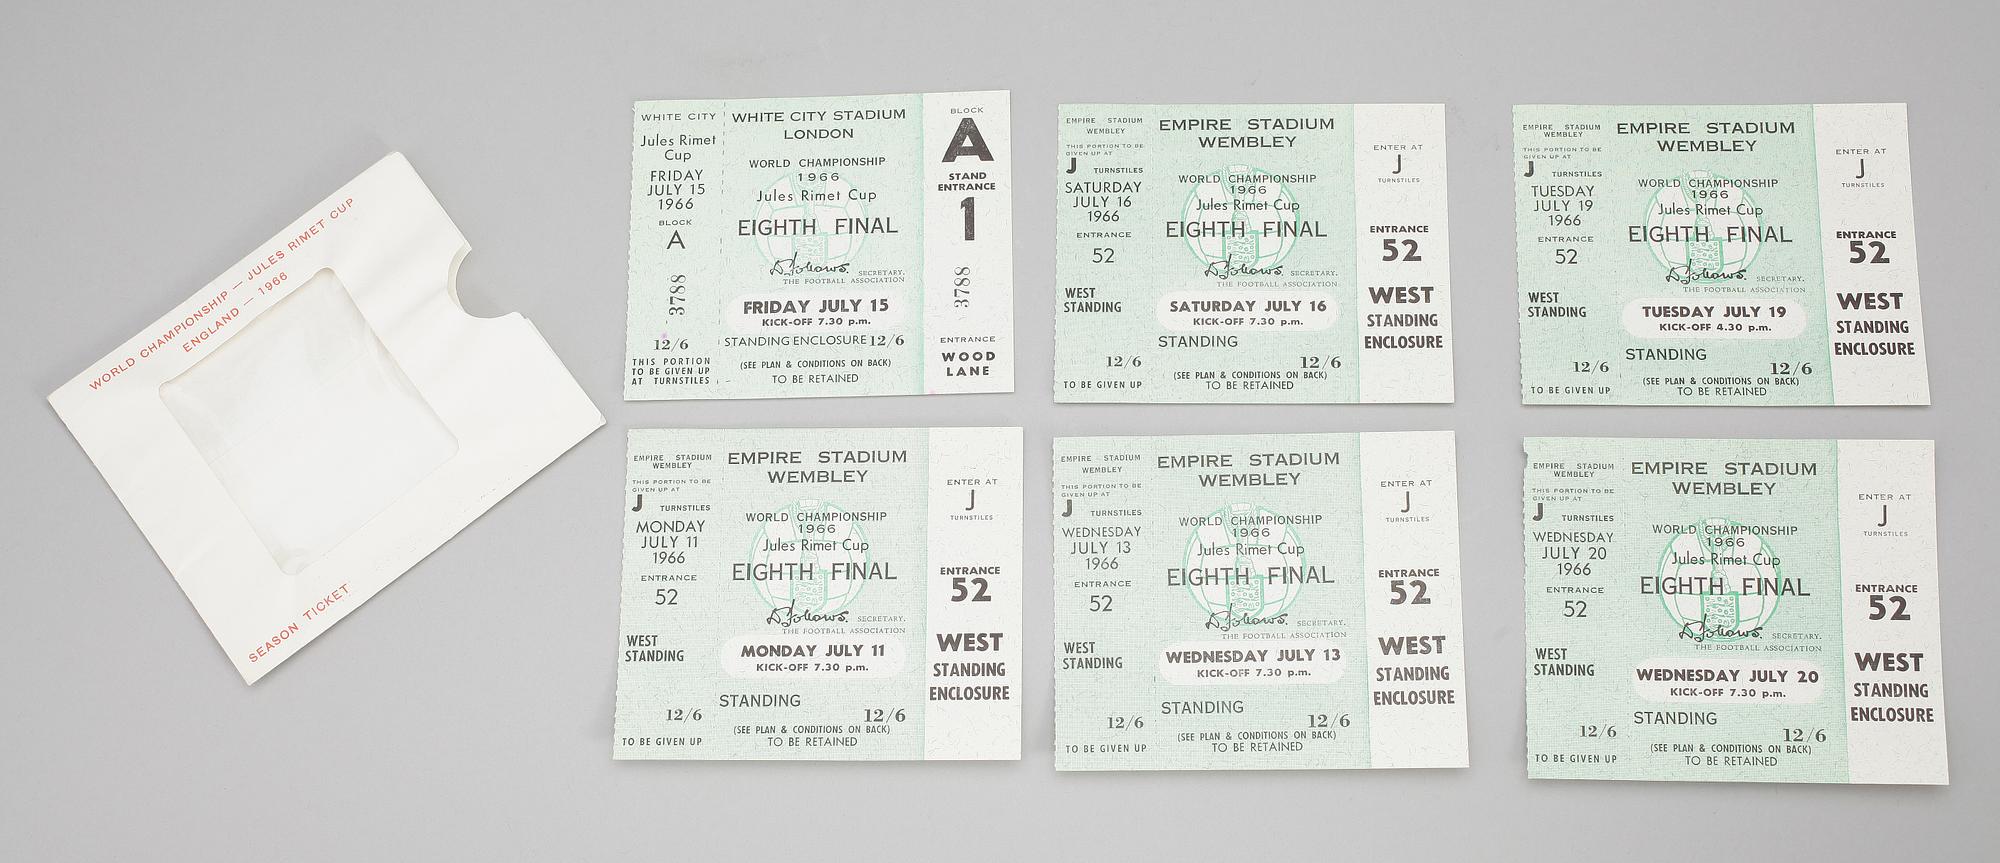 WORLD CHAMPIONSHIP — JULES RIMET CUP
ENGLAND — 1966
SEASON TICKET
WHITE CITY
Jules Rimet
Cup
FRIDAY
JULY 15
1966
BLOCK
A
3788
12/6
THIS PORTION
TO BE GIVEN UP
AT TURNSTILES
WHITE CITY STADIUM
LONDON
WORLD CHAMPIONSHIP
1966
Jules Rimet Cup
EIGHTH FINAL
D. Follows.
SECRETARY.
THE FOOTBALL ASSOCIATION
FRIDAY JULY 15
KICK-OFF 7.30 p.m.
STANDING ENCLOSURE 12/6
(SEE PLAN & CONDITIONS ON BACK)
TO BE RETAINED
BLOCK
A
STAND
ENTRANCE
1
3788
ENTRANCE
WOOD
LANE
EMPIRE STADIUM
WEMBLEY
THIS PORTION TO BE
GIVEN UP AT
J TURNSTILES
SATURDAY
JULY 16
1966
ENTRANCE
52
WEST
STANDING
12/6
TO BE GIVEN UP
EMPIRE STADIUM
WEMBLEY
WORLD CHAMPIONSHIP
1966
Jules Rimet Cup
EIGHTH FINAL
D. Follows.
SECRETARY.
THE FOOTBALL ASSOCIATION
SATURDAY JULY 16
KICK-OFF 7.30 p.m.
STANDING
12/6
(SEE PLAN & CONDITIONS ON BACK)
TO BE RETAINED
ENTER AT
J
TURNSTILES
ENTRANCE
52
WEST
STANDING
ENCLOSURE
EMPIRE STADIUM
WEMBLEY
THIS PORTION TO BE
GIVEN UP AT
J TURNSTILES
TUESDAY
JULY 19
1966
ENTRANCE
52
WEST
STANDING
12/6
TO BE GIVEN UP
EMPIRE STADIUM
WEMBLEY
WORLD CHAMPIONSHIP
1966
Jules Rimet Cup
EIGHTH FINAL
D. Follows.
SECRETARY.
THE FOOTBALL ASSOCIATION
TUESDAY JULY 19
KICK-OFF 4.30 p.m.
STANDING
12/6
(SEE PLAN & CONDITIONS ON BACK)
TO BE RETAINED
ENTER AT
J
TURNSTILES
ENTRANCE
52
WEST
STANDING
ENCLOSURE
EMPIRE STADIUM
WEMBLEY
THIS PORTION TO BE
GIVEN UP AT
J TURNSTILES
MONDAY
JULY 11
1966
ENTRANCE
52
WEST
STANDING
12/6
TO BE GIVEN UP
EMPIRE STADIUM
WEMBLEY
WORLD CHAMPIONSHIP
1966
Jules Rimet Cup
EIGHTH FINAL
D. Follows.
SECRETARY.
THE FOOTBALL ASSOCIATION
MONDAY JULY 11
KICK-OFF 7.30 p.m.
STANDING
12/6
(SEE PLAN & CONDITIONS ON BACK)
TO BE RETAINED
ENTER AT
J
TURNSTILES
ENTRANCE
52
WEST
STANDING
ENCLOSURE
EMPIRE STADIUM
WEMBLEY
THIS PORTION TO BE
GIVEN UP AT
J TURNSTILES
WEDNESDAY
JULY 13
1966
ENTRANCE
52
WEST
STANDING
12/6
TO BE GIVEN UP
EMPIRE STADIUM
WEMBLEY
WORLD CHAMPIONSHIP
1966
Jules Rimet Cup
EIGHTH FINAL
D. Follows.
SECRETARY.
THE FOOTBALL ASSOCIATION
WEDNESDAY JULY 13
KICK-OFF 7.30 p.m.
STANDING
12/6
(SEE PLAN & CONDITIONS ON BACK)
TO BE RETAINED
ENTER AT
J
TURNSTILES
ENTRANCE
52
WEST
STANDING
ENCLOSURE
EMPIRE STADIUM
WEMBLEY
THIS PORTION TO BE
GIVEN UP AT
J TURNSTILES
WEDNESDAY
JULY 20
1966
ENTRANCE
52
WEST
STANDING
12/6
TO BE GIVEN UP
EMPIRE STADIUM
WEMBLEY
WORLD CHAMPIONSHIP
1966
Jules Rimet Cup
EIGHTH FINAL
D. Follows.
SECRETARY.
THE FOOTBALL ASSOCIATION
WEDNESDAY JULY 20
KICK-OFF 7.30 p.m.
STANDING
12/6
(SEE PLAN & CONDITIONS ON BACK)
TO BE RETAINED
ENTER AT
J
TURNSTILES
ENTRANCE
52
WEST
STANDING
ENCLOSURE